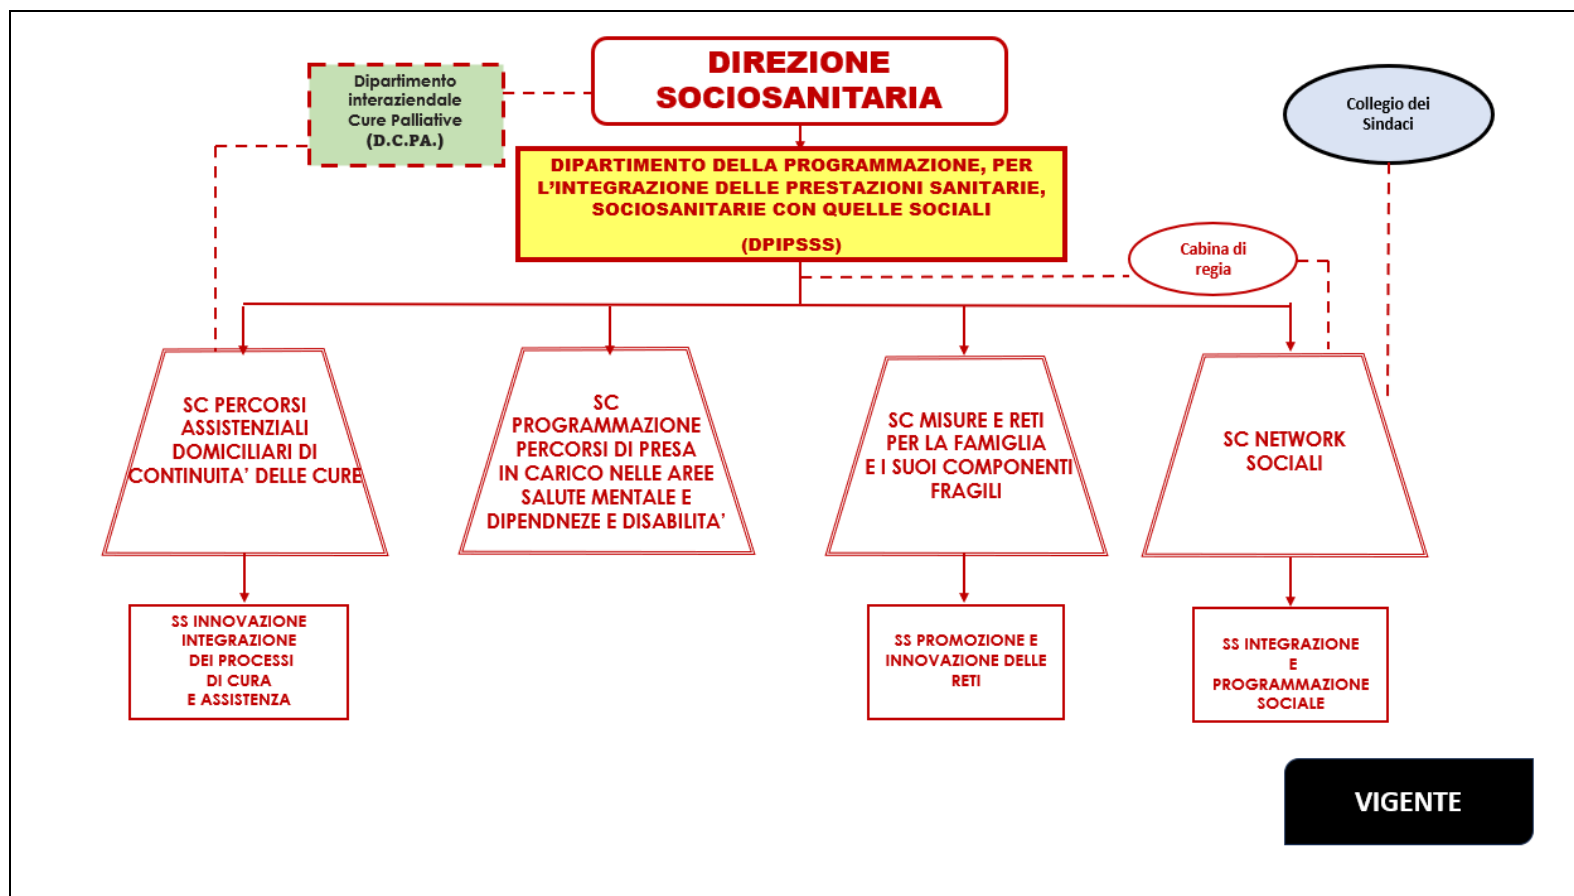 DIREZIONE
SOCIOSANITARIA
Dipartimento
interaziendale
Cure Palliative
(D.C.PA.)
Collegio dei
Sindaci
DIPARTIMENTO DELLA PROGRAMMAZIONE, PER
L’INTEGRAZIONE DELLE PRESTAZIONI SANITARIE,
SOCIOSANITARIE CON QUELLE SOCIALI
(DPIPSSS)
Cabina di
regia
SC PERCORSI
ASSISTENZIALI
DOMICILIARI DI
CONTINUITA’ DELLE CURE
SC
PROGRAMMAZIONE
PERCORSI DI PRESA
IN CARICO NELLE AREE
SALUTE MENTALE E
DIPENDNEZE E DISABILITA’
SC MISURE E RETI
PER LA FAMIGLIA
E I SUOI COMPONENTI
FRAGILI
SC NETWORK
SOCIALI
SS INNOVAZIONE
INTEGRAZIONE
DEI PROCESSI
DI CURA
E ASSISTENZA
SS PROMOZIONE E
INNOVAZIONE DELLE
RETI
SS INTEGRAZIONE
E
PROGRAMMAZIONE
SOCIALE
VIGENTE